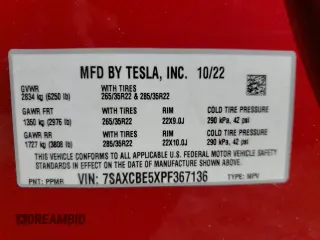 MFD BY TESLA, INC. 10/22
GVWR WITH TIRES
2834 kg (6250 lb) 265/35R22 & 285/35R22
GAWR FRT WITH TIRES RIM COLD TIRE PRESSURE
1350 kg (2976 lb) 265/35R22 22X9.0J 290 kPa, 42 psi
GAWR RR WITH TIRES RIM COLD TIRE PRESSURE
1727 kg (3808 lb) 285/35R22 22X10.0J 290 kPa, 42 psi
THIS VEHICLE CONFORMS TO ALL APPLICABLE U.S. FEDERAL MOTOR VEHICLE
SAFETY STANDARDS IN EFFECT ON THE DATE OF MANUFACTURE SHOWN ABOVE.
PNT: PPMR VIN: 7SAXCBE5XPF367136 TYPE: MPV
DREAMBID